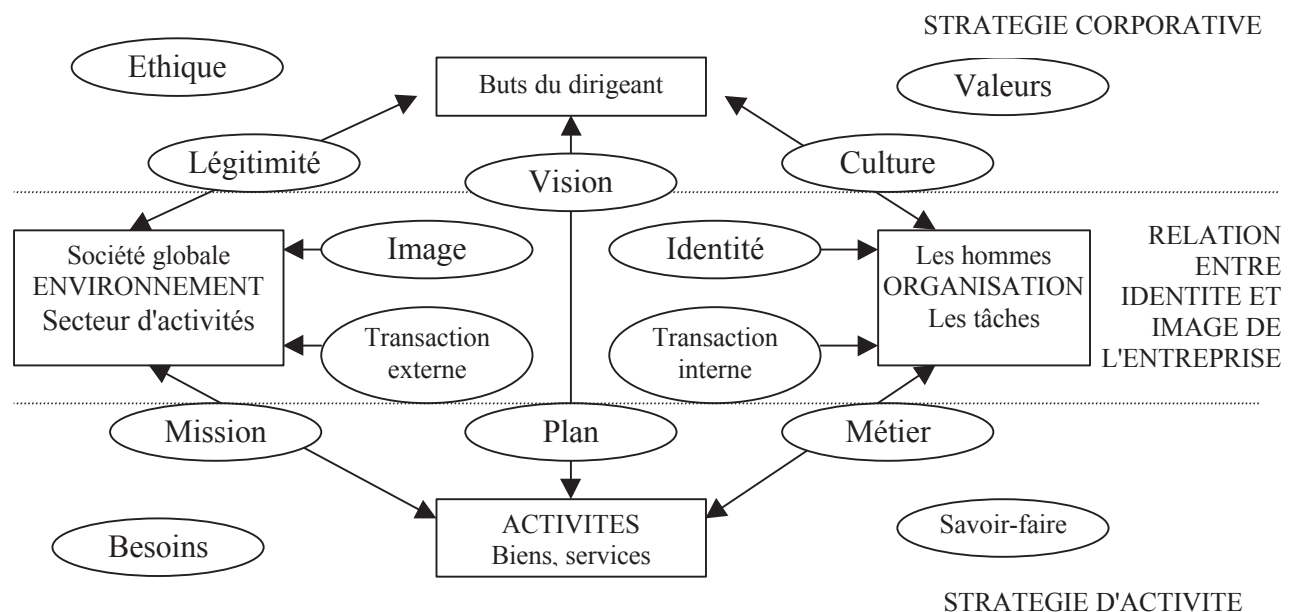 STRATEGIE CORPORATIVE
Ethique
Buts du dirigeant
Valeurs
Légitimité
Vision
Culture
Société globale
ENVIRONNEMENT
Secteur d'activités
Image
Identité
Les hommes
ORGANISATION
Les tâches
RELATION
ENTRE
IDENTITE ET
IMAGE DE
L'ENTREPRISE
Transaction
externe
Transaction
interne
Mission
Plan
Métier
Besoins
ACTIVITES
Biens, services
Savoir-faire
STRATEGIE D'ACTIVITE